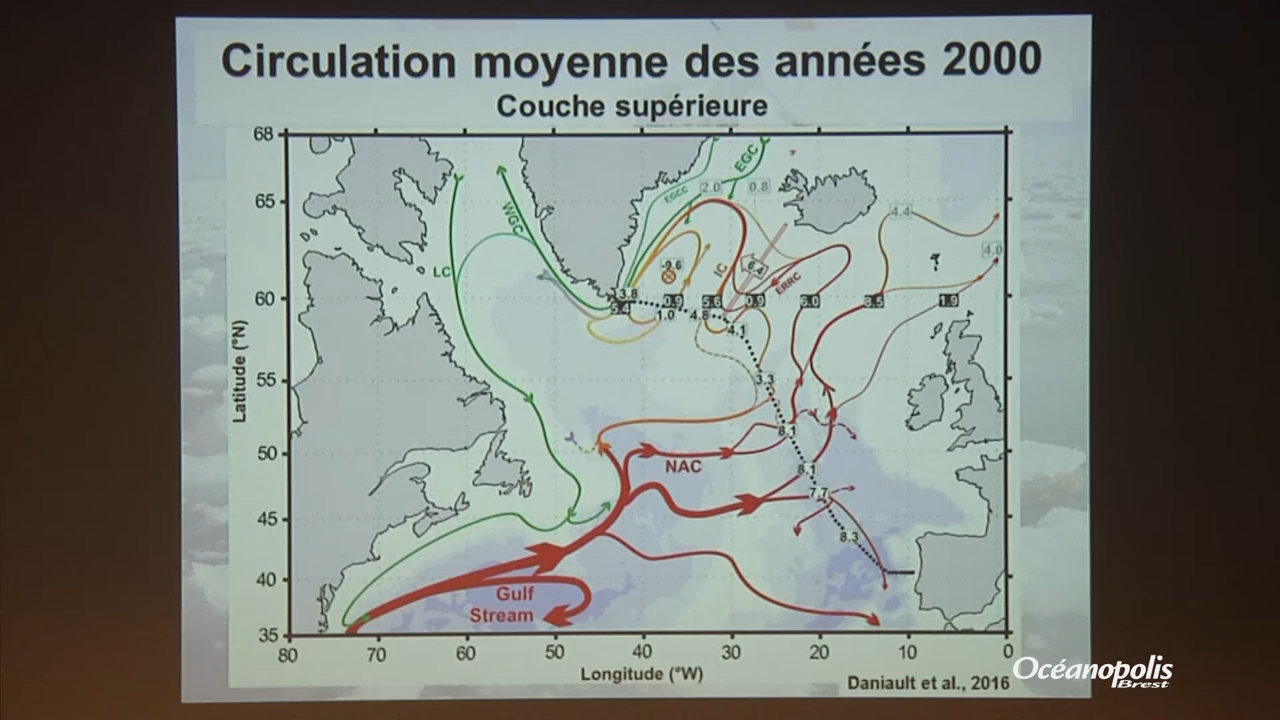 Circulation moyenne des années 2000
Couche supérieure
68
65
60
55
50
45
40
35
Latitude (°N)
80
70
60
50
40
30
20
10
0
Longitude (°W)
EGC
EGCC
2.0
0.8
4.4
WGC
LC
4.0
-9.6
IC
6.4
ERRC
3.8
5.4
0.9
5.6
0.9
6.0
8.5
1.9
1.0
4.8
4.1
3.3
8.1
NAC
8.1
7.7
8.3
Gulf
Stream
Daniault et al., 2016
Océanopolis
Brest